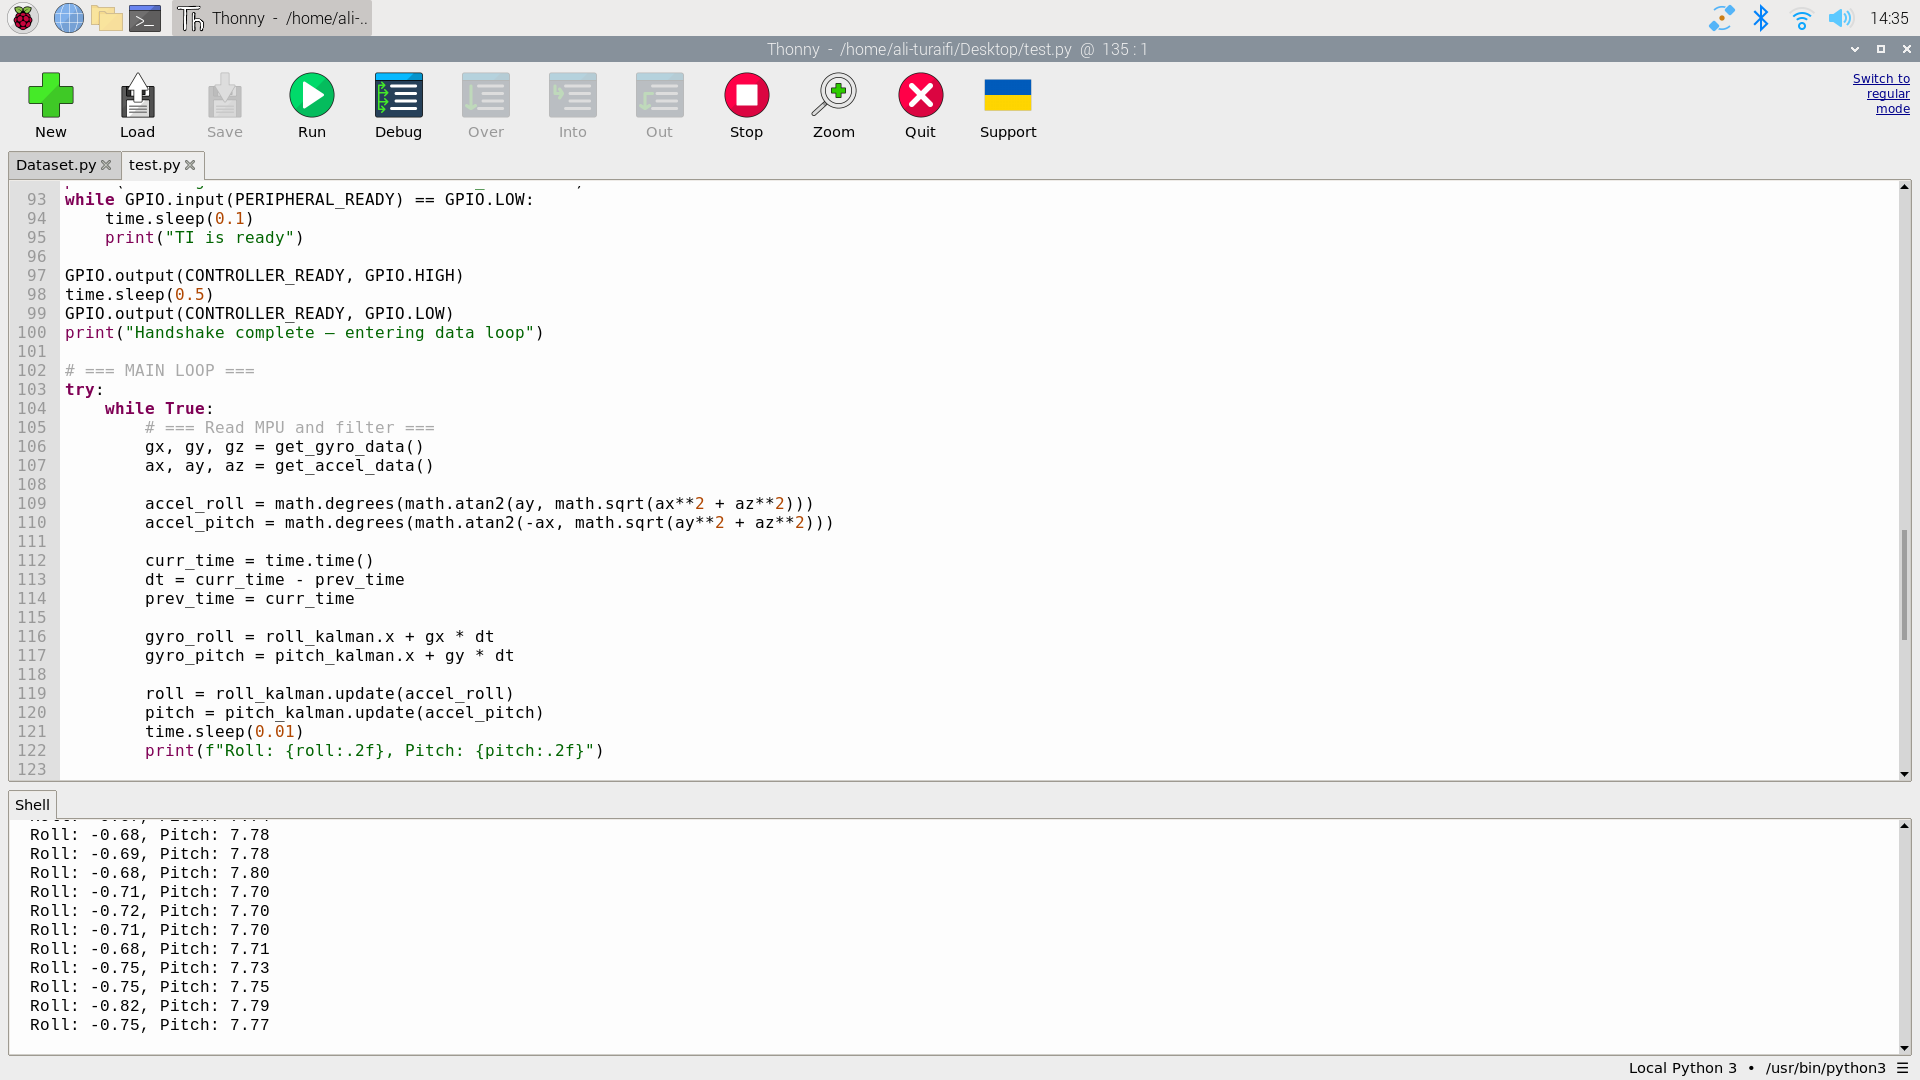 Thonny - /home/ali-..
14:35
Thonny - /home/ali-turaifi/Desktop/test.py @ 135 : 1
New
Load
Save
Run
Debug
Over
Into
Out
Stop
Zoom
Quit
Support
Switch to
regular
mode
Dataset.py
test.py
93 while GPIO.input(PERIPHERAL_READY) == GPIO.LOW:
94     time.sleep(0.1)
95     print("TI is ready")
96
97 GPIO.output(CONTROLLER_READY, GPIO.HIGH)
98 time.sleep(0.5)
99 GPIO.output(CONTROLLER_READY, GPIO.LOW)
100 print("Handshake complete – entering data loop")
101
102 # === MAIN LOOP ===
103 try:
104     while True:
105         # === Read MPU and filter ===
106         gx, gy, gz = get_gyro_data()
107         ax, ay, az = get_accel_data()
108
109         accel_roll = math.degrees(math.atan2(ay, math.sqrt(ax**2 + az**2)))
110         accel_pitch = math.degrees(math.atan2(-ax, math.sqrt(ay**2 + az**2)))
111
112         curr_time = time.time()
113         dt = curr_time - prev_time
114         prev_time = curr_time
115
116         gyro_roll = roll_kalman.x + gx * dt
117         gyro_pitch = pitch_kalman.x + gy * dt
118
119         roll = roll_kalman.update(accel_roll)
120         pitch = pitch_kalman.update(accel_pitch)
121         time.sleep(0.01)
122         print(f"Roll: {roll:.2f}, Pitch: {pitch:.2f}")
123
Shell
Roll: -0.68, Pitch: 7.78
Roll: -0.69, Pitch: 7.78
Roll: -0.68, Pitch: 7.80
Roll: -0.71, Pitch: 7.70
Roll: -0.72, Pitch: 7.70
Roll: -0.71, Pitch: 7.70
Roll: -0.68, Pitch: 7.71
Roll: -0.75, Pitch: 7.73
Roll: -0.75, Pitch: 7.75
Roll: -0.82, Pitch: 7.79
Roll: -0.75, Pitch: 7.77
Local Python 3 • /usr/bin/python3 ☰